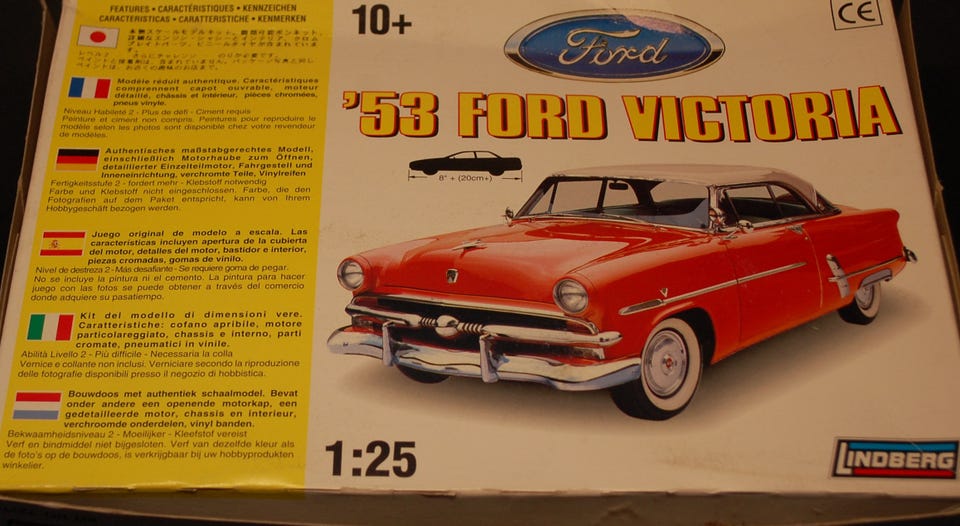 FEATURES • CARACTÉRISTIQUES • KENNZEICHEN
CARACTERISTICAS • CARATTERISTICHE • KENMERKEN
Modèle réduit authentique. Caractéristiques
comprennent capot ouvrable, moteur
détaillé, châssis et intérieur, pièces chromées,
pneus vinyle.
Niveau Habileté 2 - Plus de défi - Ciment requis
Peinture et ciment non compris. Peintures pour reproduire le
modèle selon les photos sont disponible chez votre revendeur
de modèles.
Authentisches maßstabgerechtes Modell,
einschließlich Motorhaube zum Öffnen,
detaillierter Einzelteilmotor, Fahrgestell und
Inneneinrichtung, verchromte Teile, Vinylreifen
Fertigkeitsstufe 2 - fordert mehr - Klebstoff notwendig
Farbe und Klebstoff nicht eingeschlossen. Farbe, die den
Fotografien auf dem Paket entspricht, kann von Ihrem
Hobbygeschäft bezogen werden.
Juego original de modelo a escala. Las
características incluyen apertura de la cubierta
del motor, detalles del motor, bastidor e interior,
piezas cromadas, gomas de vinilo.
Nivel de destreza 2 - Más desafiante - Se requiere goma de pegar.
No se incluye la pintura ni el cemento. La pintura para hacer
juego con las fotos se puede obtener a través del comercio
donde adquiere su pasatiempo.
Kit del modello di dimensioni vere.
Caratteristiche: cofano apribile, motore
particolareggiato, chassis e interno, parti
cromate, pneumatici in vinile.
Abilità Livello 2 - Più difficile - Necessaria la colla
Vernice e collante non inclusi. Verniciare secondo la riproduzione
delle fotografie disponibili presso il negozio di hobbistica.
Bouwdoos met authentiek schaalmodel. Bevat
onder andere een openende motorkap, een
gedetailleerde motor, chassis en interieur,
verchroomde onderdelen, vinyl banden.
Bekwaamheidsniveau 2 - Moeilijker - Kleefstof vereist
Verf en bindmiddel niet bijgesloten. Verf van dezelfde kleur als
de foto's op de bouwdoos, is verkrijgbaar bij uw hobbyprodukten
winkelier.
10+
Ford
CE
'53 FORD VICTORIA
8" + (20cm+)
1:25
LINDBERG